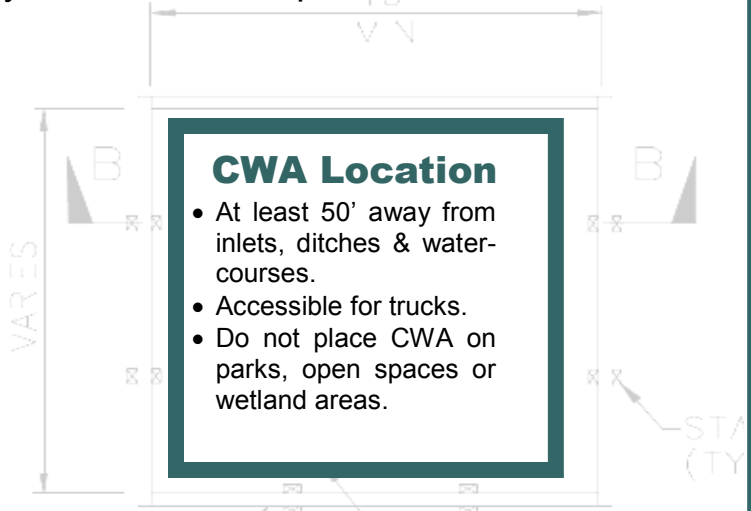 B
B
CWA Location
• At least 50’ away from
inlets, ditches & water-
courses.
• Accessible for trucks.
• Do not place CWA on
parks, open spaces or
wetland areas.
VARIES